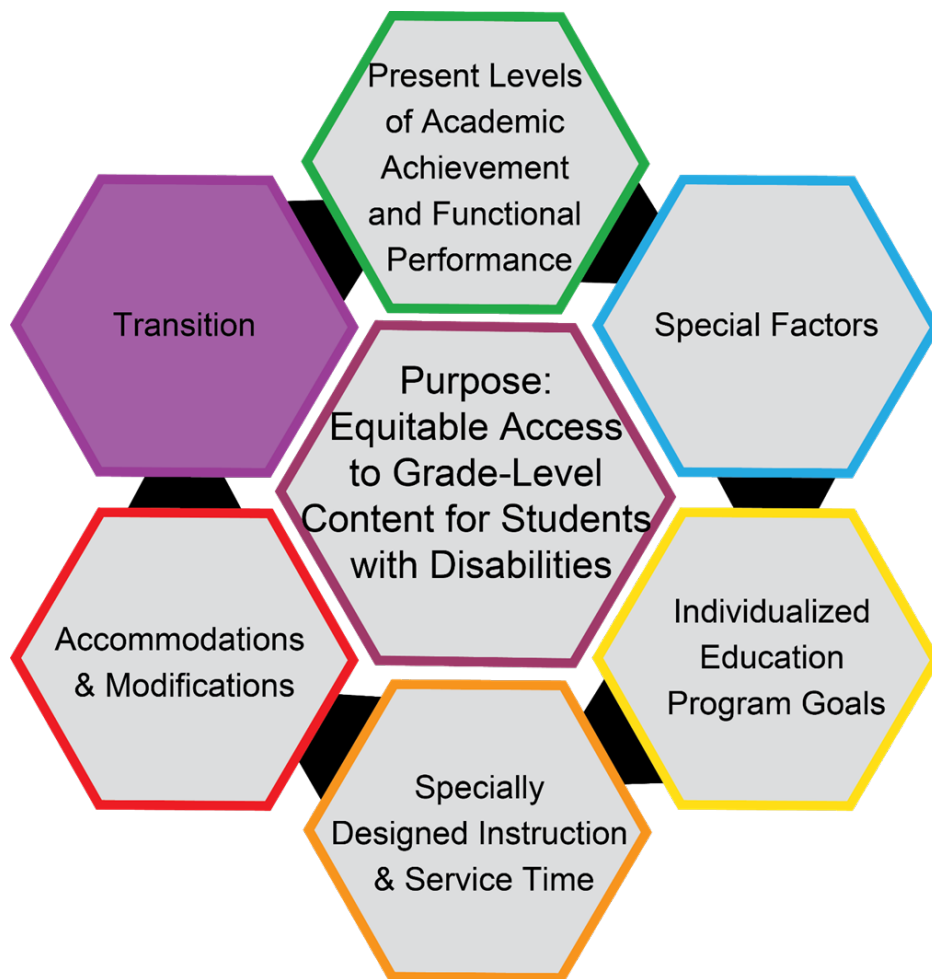 Present Levels
of Academic
Achievement
and Functional
Performance
Transition
Special Factors
Purpose:
Equitable Access
to Grade-Level
Content for Students
with Disabilities
Accommodations
& Modifications
Individualized
Education
Program Goals
Specially
Designed Instruction
& Service Time